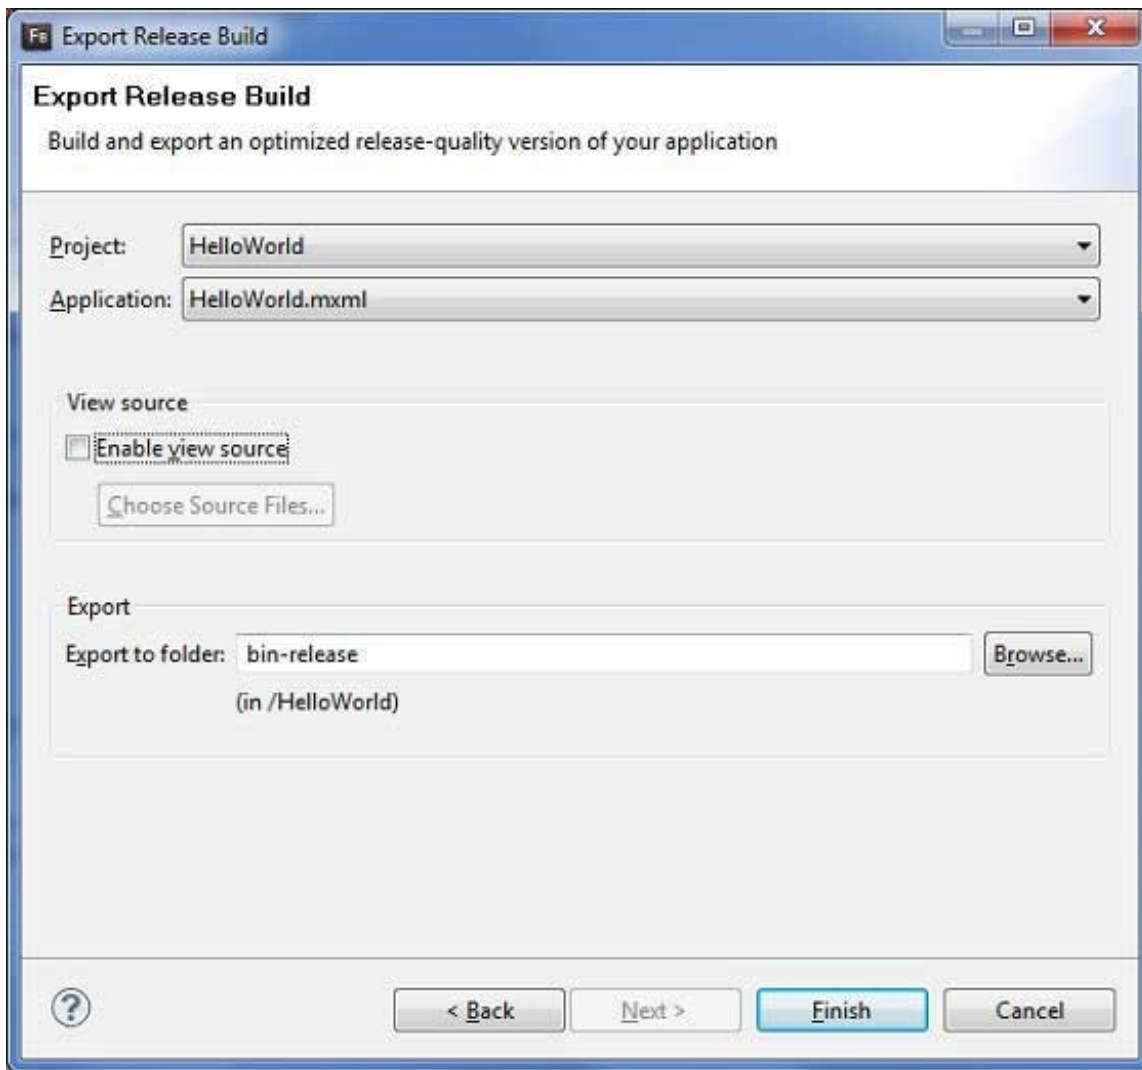 FB Export Release Build
Export Release Build
Build and export an optimized release-quality version of your application
Project: HelloWorld
Application: HelloWorld.mxml
View source
Enable view source
Choose Source Files...
Export
Export to folder: bin-release Browse...
(in /HelloWorld)
? < Back Next > Finish Cancel